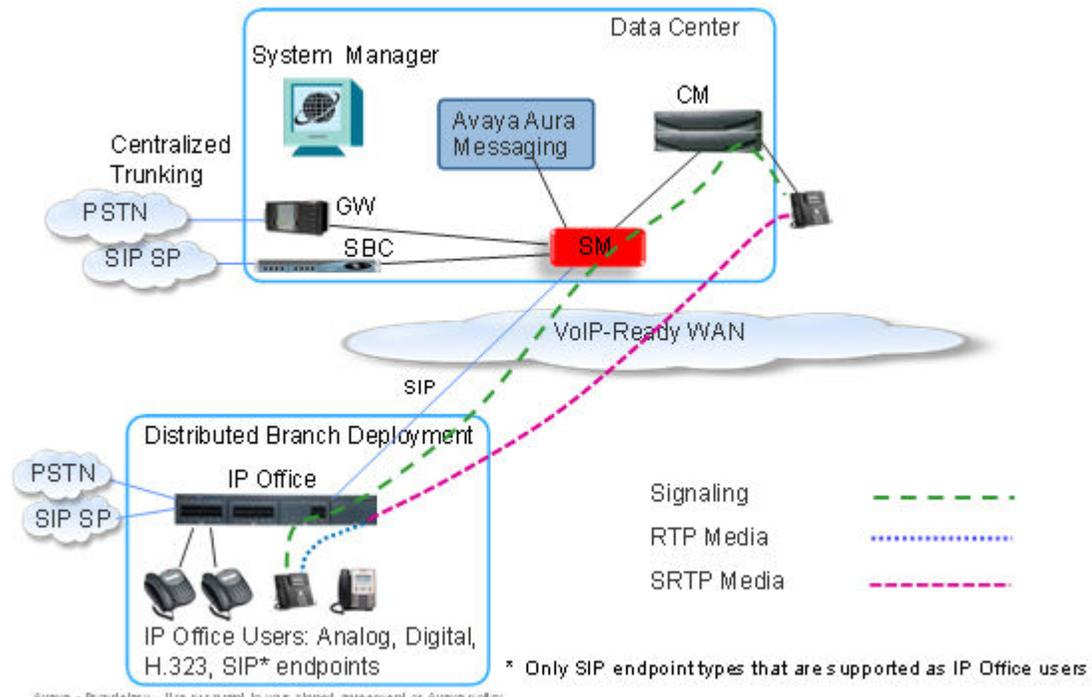 Data Center
System Manager
CM
Avaya Aura
Messaging
Centralized
Trunking
PSTN
GW
SBC
SM
SIP SP
VoIP-Ready WAN
SIP
Distributed Branch Deployment
PSTN
IP Office
SIP SP
Signaling
RTP Media
SRTP Media
IP Office Users: Analog, Digital,
H.323, SIP* endpoints
* Only SIP endpoint types that are supported as IP Office users